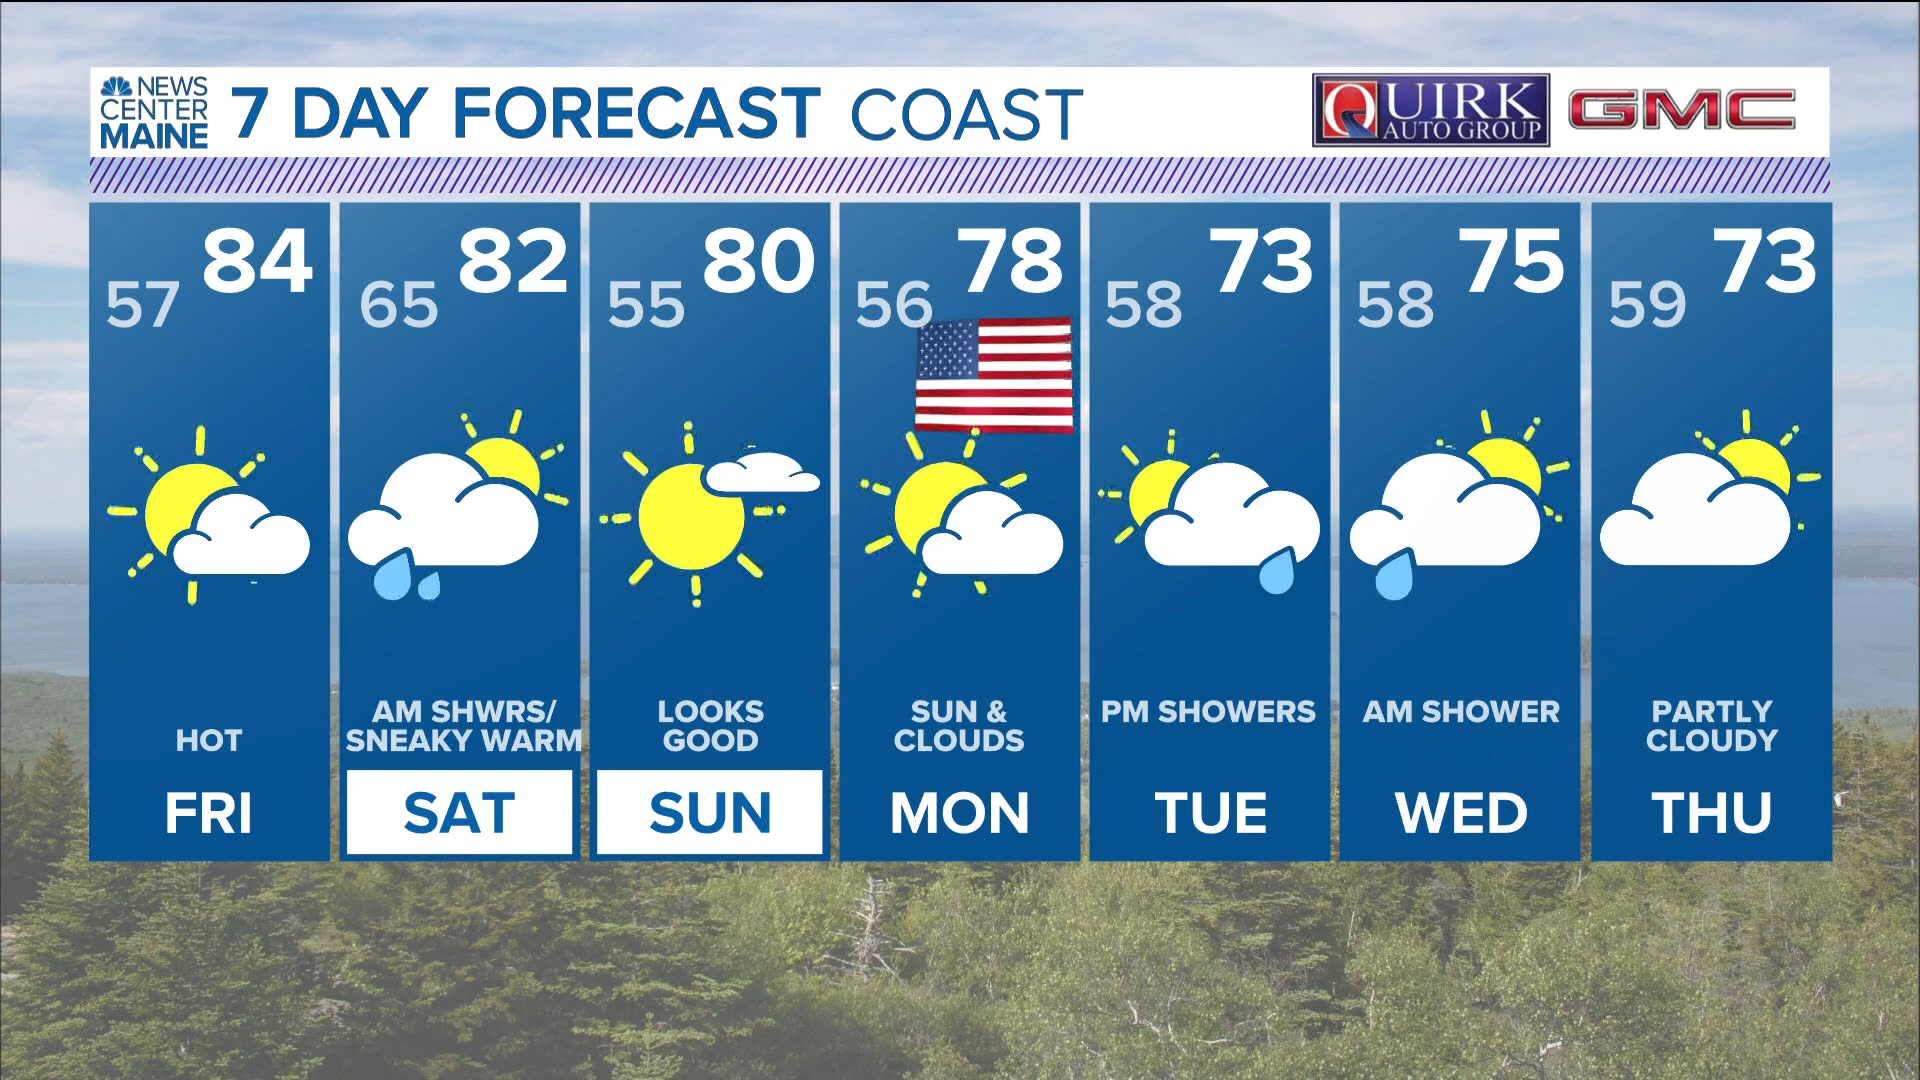 NEWS
CENTER
MAINE
7 DAY FORECAST COAST
QUIRK
AUTO GROUP
GMC
57 84
HOT
FRI
65 82
AM SHWRS/
SNEAKY WARM
SAT
55 80
LOOKS
GOOD
SUN
56 78
SUN &
CLOUDS
MON
58 73
PM SHOWERS
TUE
58 75
AM SHOWER
WED
59 73
PARTLY
CLOUDY
THU